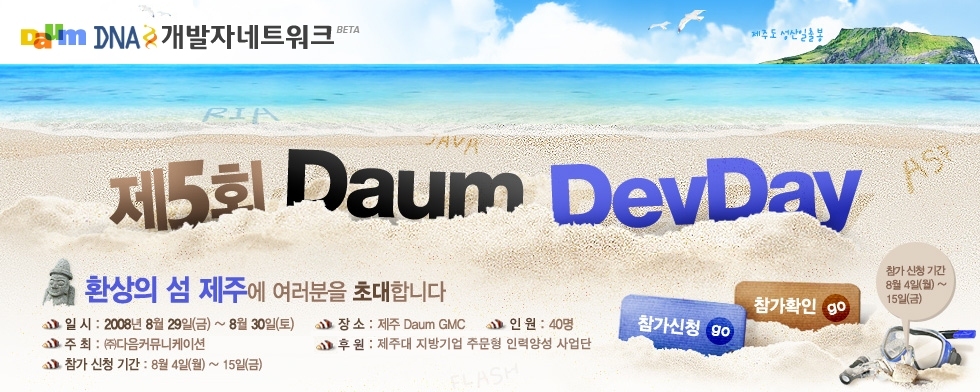 Daum DNA 개발자네트워크 BETA
제주도 성산일출봉
RIA
JAVA
ASP
제5회 Daum DevDay
환상의 섬 제주에 여러분을 초대합니다
일 시 : 2008년 8월 29일(금) ~ 8월 30일(토)
장 소 : 제주 Daum GMC
인 원 : 40명
주 최 : ㈜다음커뮤니케이션
후 원 : 제주대 지방기업 주문형 인력양성 사업단
참가 신청 기간 : 8월 4일(월) ~ 15일(금)
참가신청 go
참가확인 go
참가 신청 기간
8월 4일(월) ~
15일(금)
FLASH